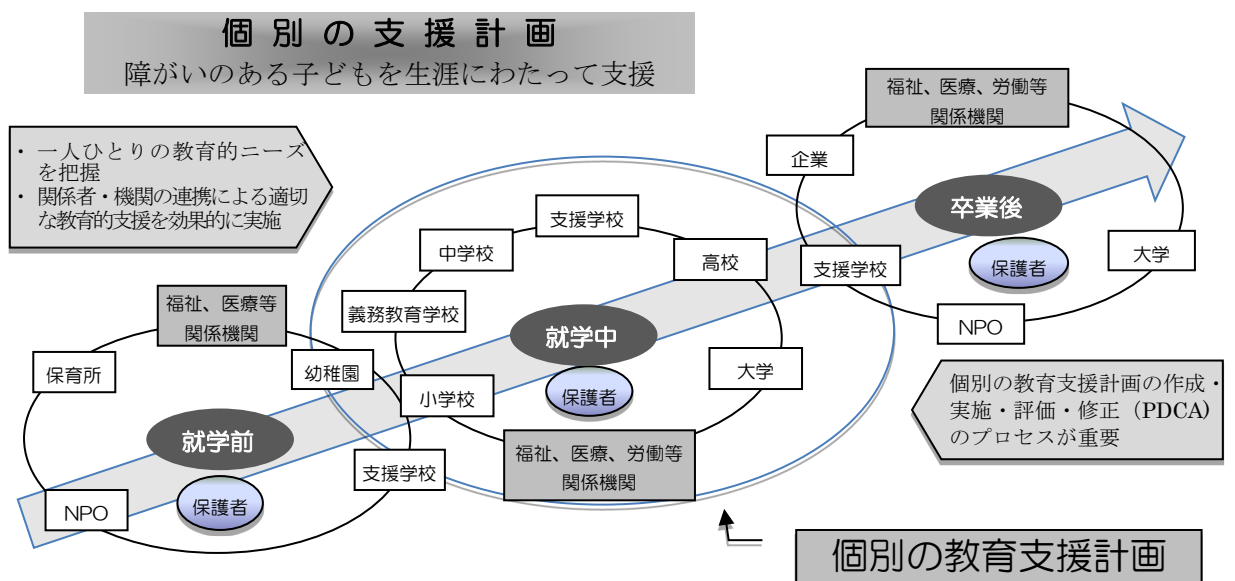 個別の支援計画
障がいのある子どもを生涯にわたって支援
・ 一人ひとりの教育的ニーズ
を把握
・ 関係者・機関の連携による適切
な教育的支援を効果的に実施
福祉、医療等
関係機関
保育所
幼稚園
就学前
保護者
支援学校
NPO
支援学校
中学校
高校
義務教育学校
就学中
保護者
小学校
大学
福祉、医療、労働等
関係機関
福祉、医療、労働等
関係機関
企業
卒業後
保護者
支援学校
大学
NPO
個別の教育支援計画の作成・
実施・評価・修正（PDCA)
のプロセスが重要
個別の教育支援計画